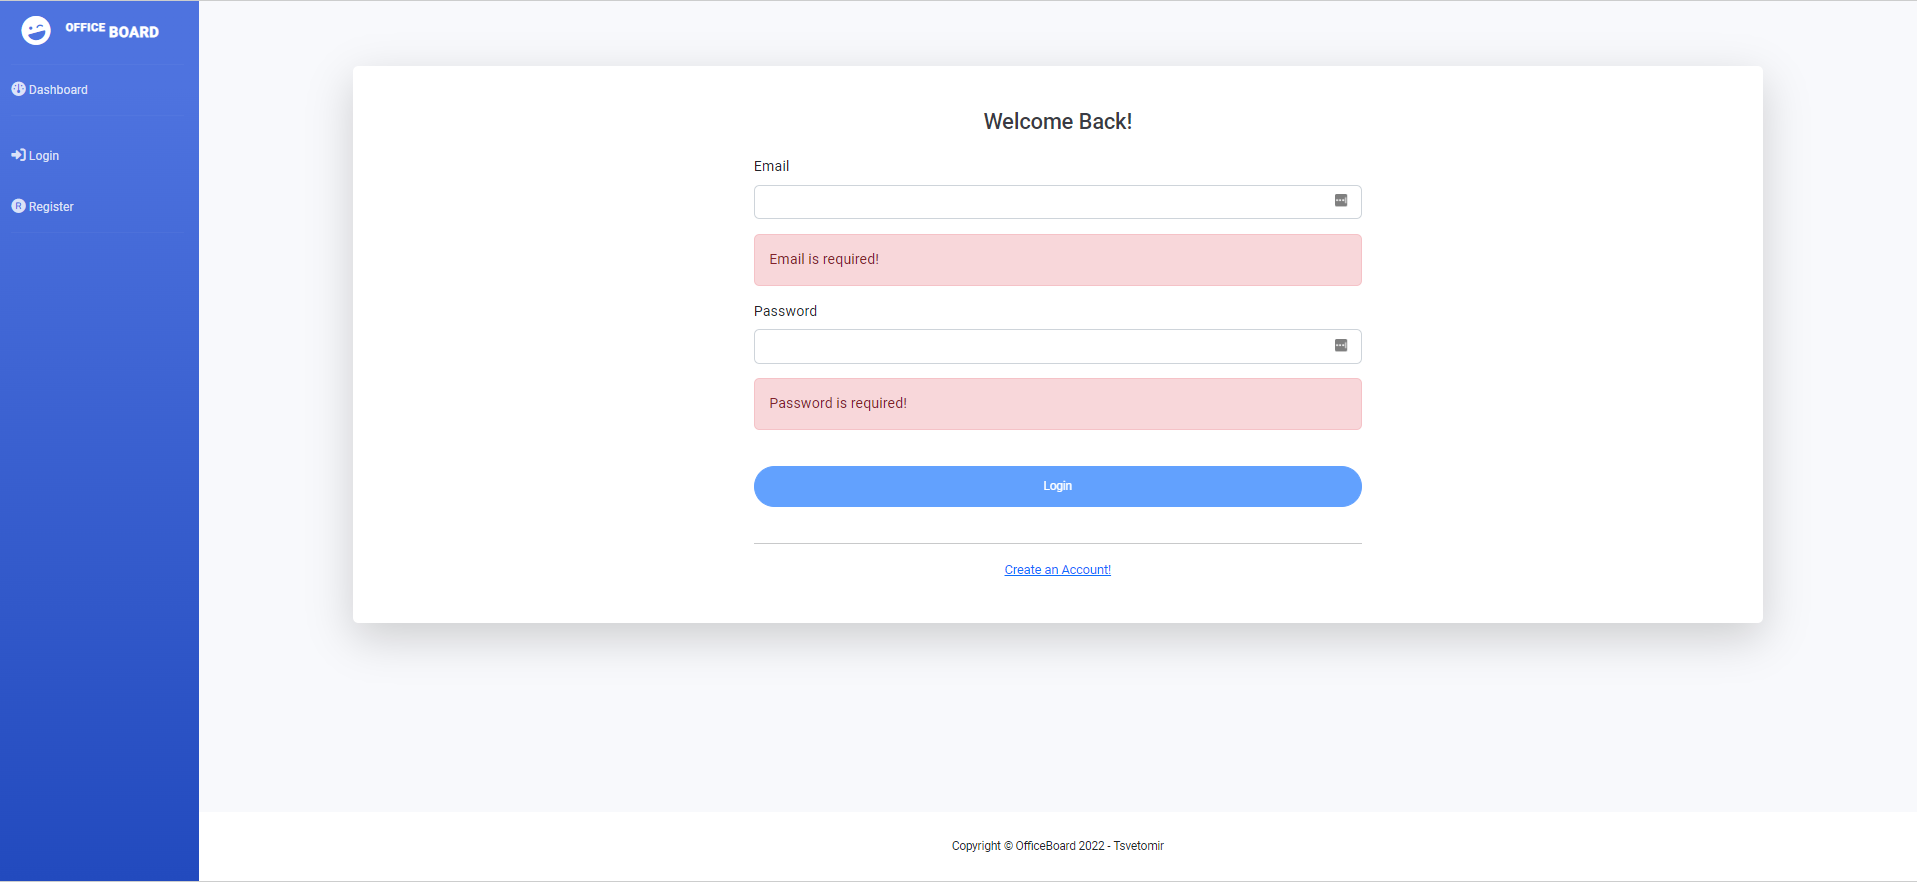 OFFICE BOARD
Dashboard
Login
R Register
Welcome Back!
Email
Email is required!
Password
Password is required!
Login
Create an Account!
Copyright © OfficeBoard 2022 - Tsvetomir